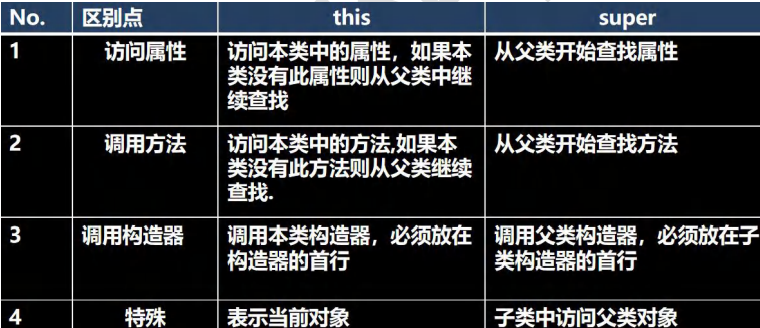 No. 区别点 this super
1 访问属性 访问本类中的属性，如果本 从父类开始查找属性
类没有此属性则从父类中继
续查找
2 调用方法 访问本类中的方法,如果本 从父类开始查找方法
类没有此方法则从父类继续
查找.
3 调用构造器 调用本类构造器，必须放在 调用父类构造器，必须放在子
构造器的首行 类构造器的首行
4 特殊 表示当前对象 子类中访问父类对象